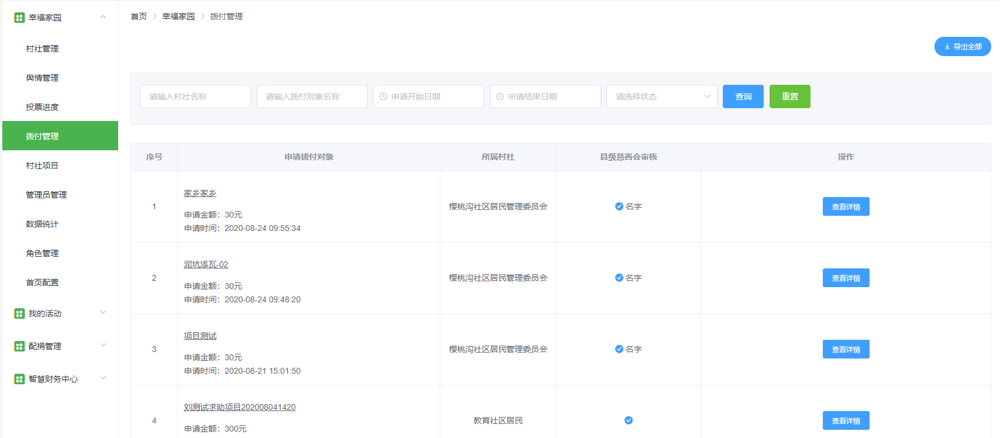 幸福家园
村社管理
舆情管理
投票进度
拨付管理
村社项目
管理员管理
数据统计
角色管理
首页配置
我的活动
配捐管理
智慧财务中心
首页 幸福家园 拨付管理
导出全部
请输入村社名称 请输入拨付对象名称 申请开始日期 申请结束日期 请选择状态 查询 重置
序号 申请拨付对象 所属村社 县级慈善会审核 操作
家乡家乡
1 樱桃沟社区居民管理委员会 名字 查看详情
申请金额：30元
申请时间：2020-08-24 09:55:34
泥坑添瓦-02
2 樱桃沟社区居民管理委员会 名字 查看详情
申请金额：30元
申请时间：2020-08-24 09:48:20
项目测试
3 樱桃沟社区居民管理委员会 名字 查看详情
申请金额：30元
申请时间：2020-08-21 15:01:50
刘测试求助项目202008041420
4 教育社区居民 查看详情
申请金额：300元